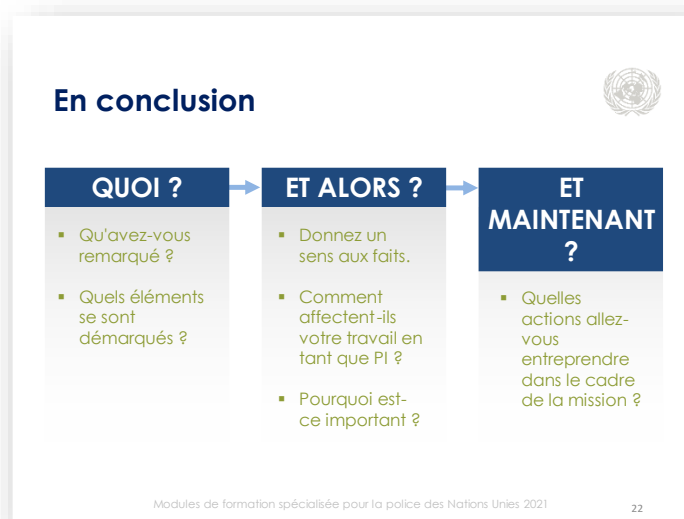 En conclusion
QUOI ?
Qu'avez-vous
remarqué ?
Quels éléments
se sont
démarqués ?
ET ALORS ?
Donnez un
sens aux faits.
Comment
affectent-ils
votre travail en
tant que PI ?
Pourquoi est-
ce important ?
ET
MAINTENANT
?
Quelles
actions allez-
vous
entreprendre
dans le cadre
de la mission ?
Modules de formation spécialisée pour la police des Nations Unies 2021
22